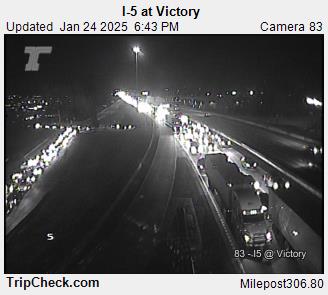 I-5 at Victory
Updated Jan 24 2025 6:43 PM Camera 83
T
S
83 - I5 @ Victory
TripCheck.com Milepost306.80